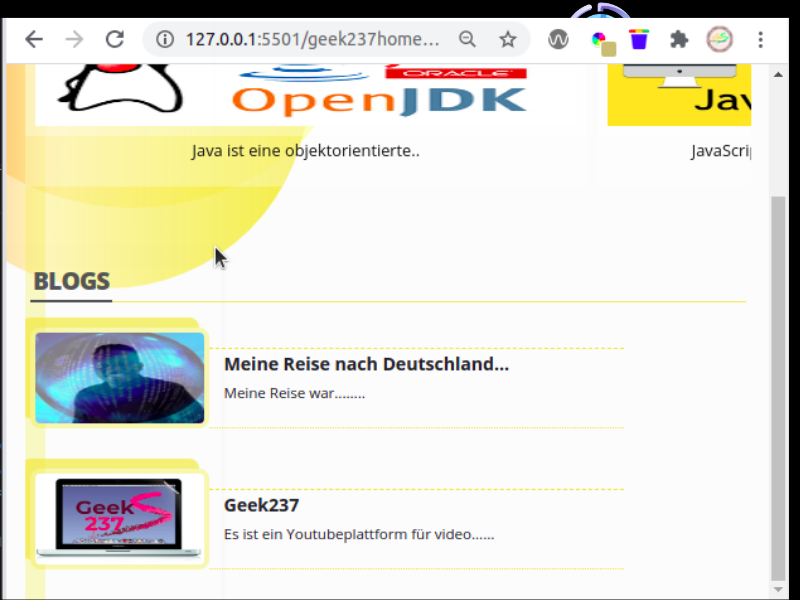 127.0.0.1:5501/geek237home...
ORACLE
OpenJDK
Jav
Java ist eine objektorientierte..
JavaScrip
BLOGS
Meine Reise nach Deutschland...
Meine Reise war........
GeekS
237
Geek237
Es ist ein Youtubeplattform für video......